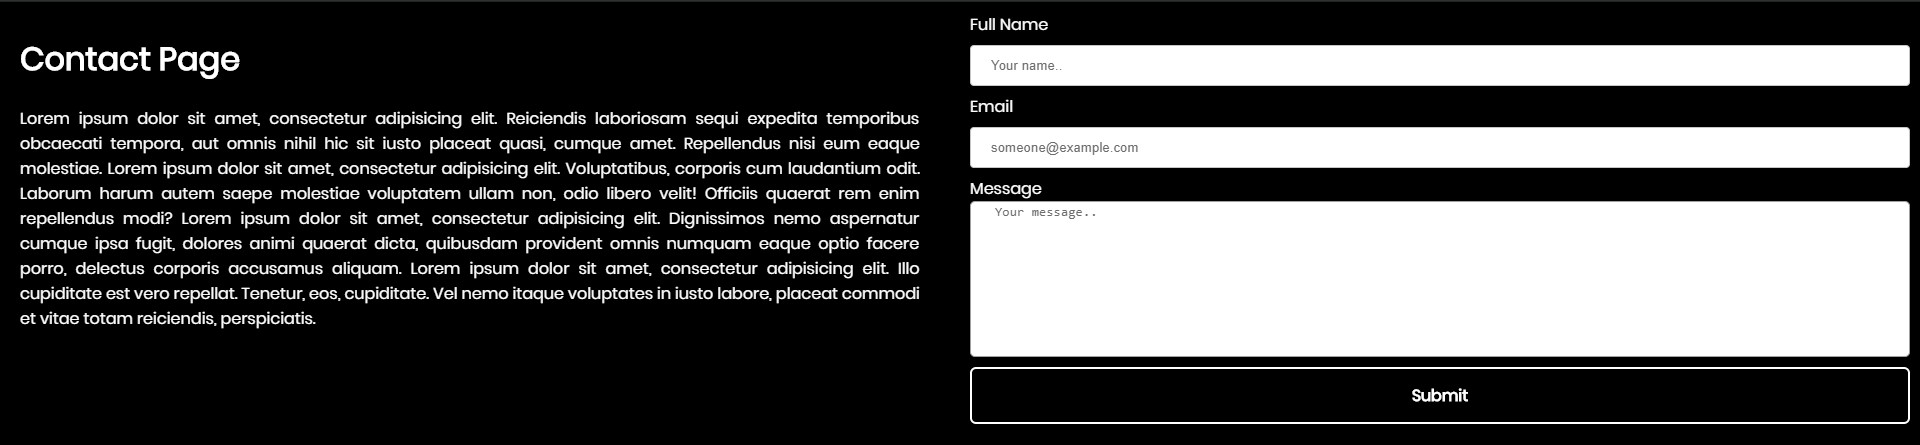 Contact Page
Lorem ipsum dolor sit amet, consectetur adipisicing elit. Reiciendis laboriosam sequi expedita temporibus
obcaecati tempora, aut omnis nihil hic sit iusto placeat quasi, cumque amet. Repellendus nisi eum eaque
molestiae. Lorem ipsum dolor sit amet, consectetur adipisicing elit. Voluptatibus, corporis cum laudantium odit.
Laborum harum autem saepe molestiae voluptatem ullam non, odio libero velit! Officiis quaerat rem enim
repellendus modi? Lorem ipsum dolor sit amet, consectetur adipisicing elit. Dignissimos nemo aspernatur
cumque ipsa fugit, dolores animi quaerat dicta, quibusdam provident omnis numquam eaque optio facere
porro, delectus corporis accusamus aliquam. Lorem ipsum dolor sit amet, consectetur adipisicing elit. Illo
cupiditate est vero repellat. Tenetur, eos, cupiditate. Vel nemo itaque voluptates in iusto labore, placeat commodi
et vitae totam reiciendis, perspiciatis.
Full Name
Your name..
Email
someone@example.com
Message
Your message..
Submit